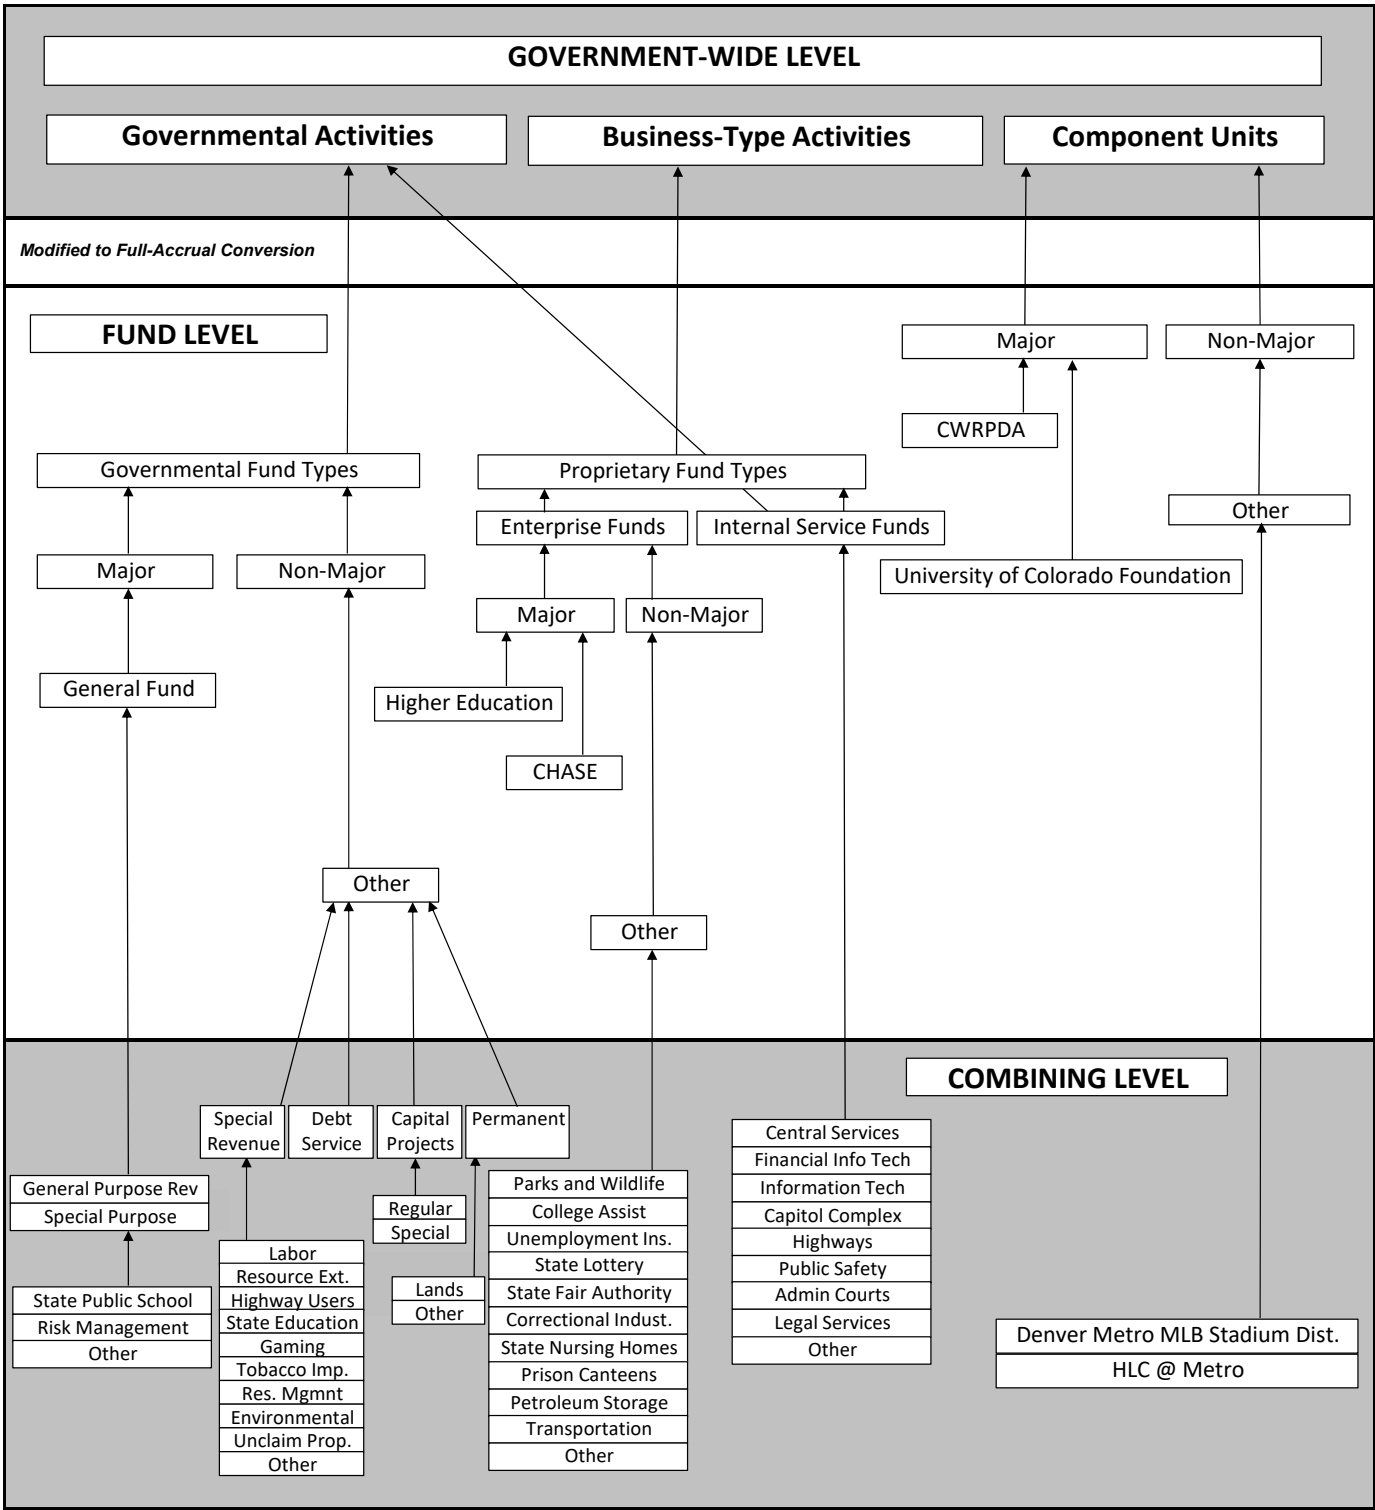 GOVERNMENT-WIDE LEVEL
Governmental Activities
Business-Type Activities
Component Units
Modified to Full-Accrual Conversion
FUND LEVEL
Major
Non-Major
CWRPDA
Governmental Fund Types
Proprietary Fund Types
Other
Enterprise Funds
Internal Service Funds
Major
Non-Major
University of Colorado Foundation
Major
Non-Major
General Fund
Higher Education
CHASE
Other
Other
COMBINING LEVEL
Special
Revenue
Debt
Service
Capital
Projects
Permanent
General Purpose Rev
Special Purpose
State Public School
Risk Management
Other
Labor
Resource Ext.
Highway Users
State Education
Gaming
Tobacco Imp.
Res. Mgmnt
Environmental
Unclaim Prop.
Other
Regular
Special
Lands
Other
Parks and Wildlife
College Assist
Unemployment Ins.
State Lottery
State Fair Authority
Correctional Indust.
State Nursing Homes
Prison Canteens
Petroleum Storage
Transportation
Other
Central Services
Financial Info Tech
Information Tech
Capitol Complex
Highways
Public Safety
Admin Courts
Legal Services
Other
Denver Metro MLB Stadium Dist.
HLC @ Metro